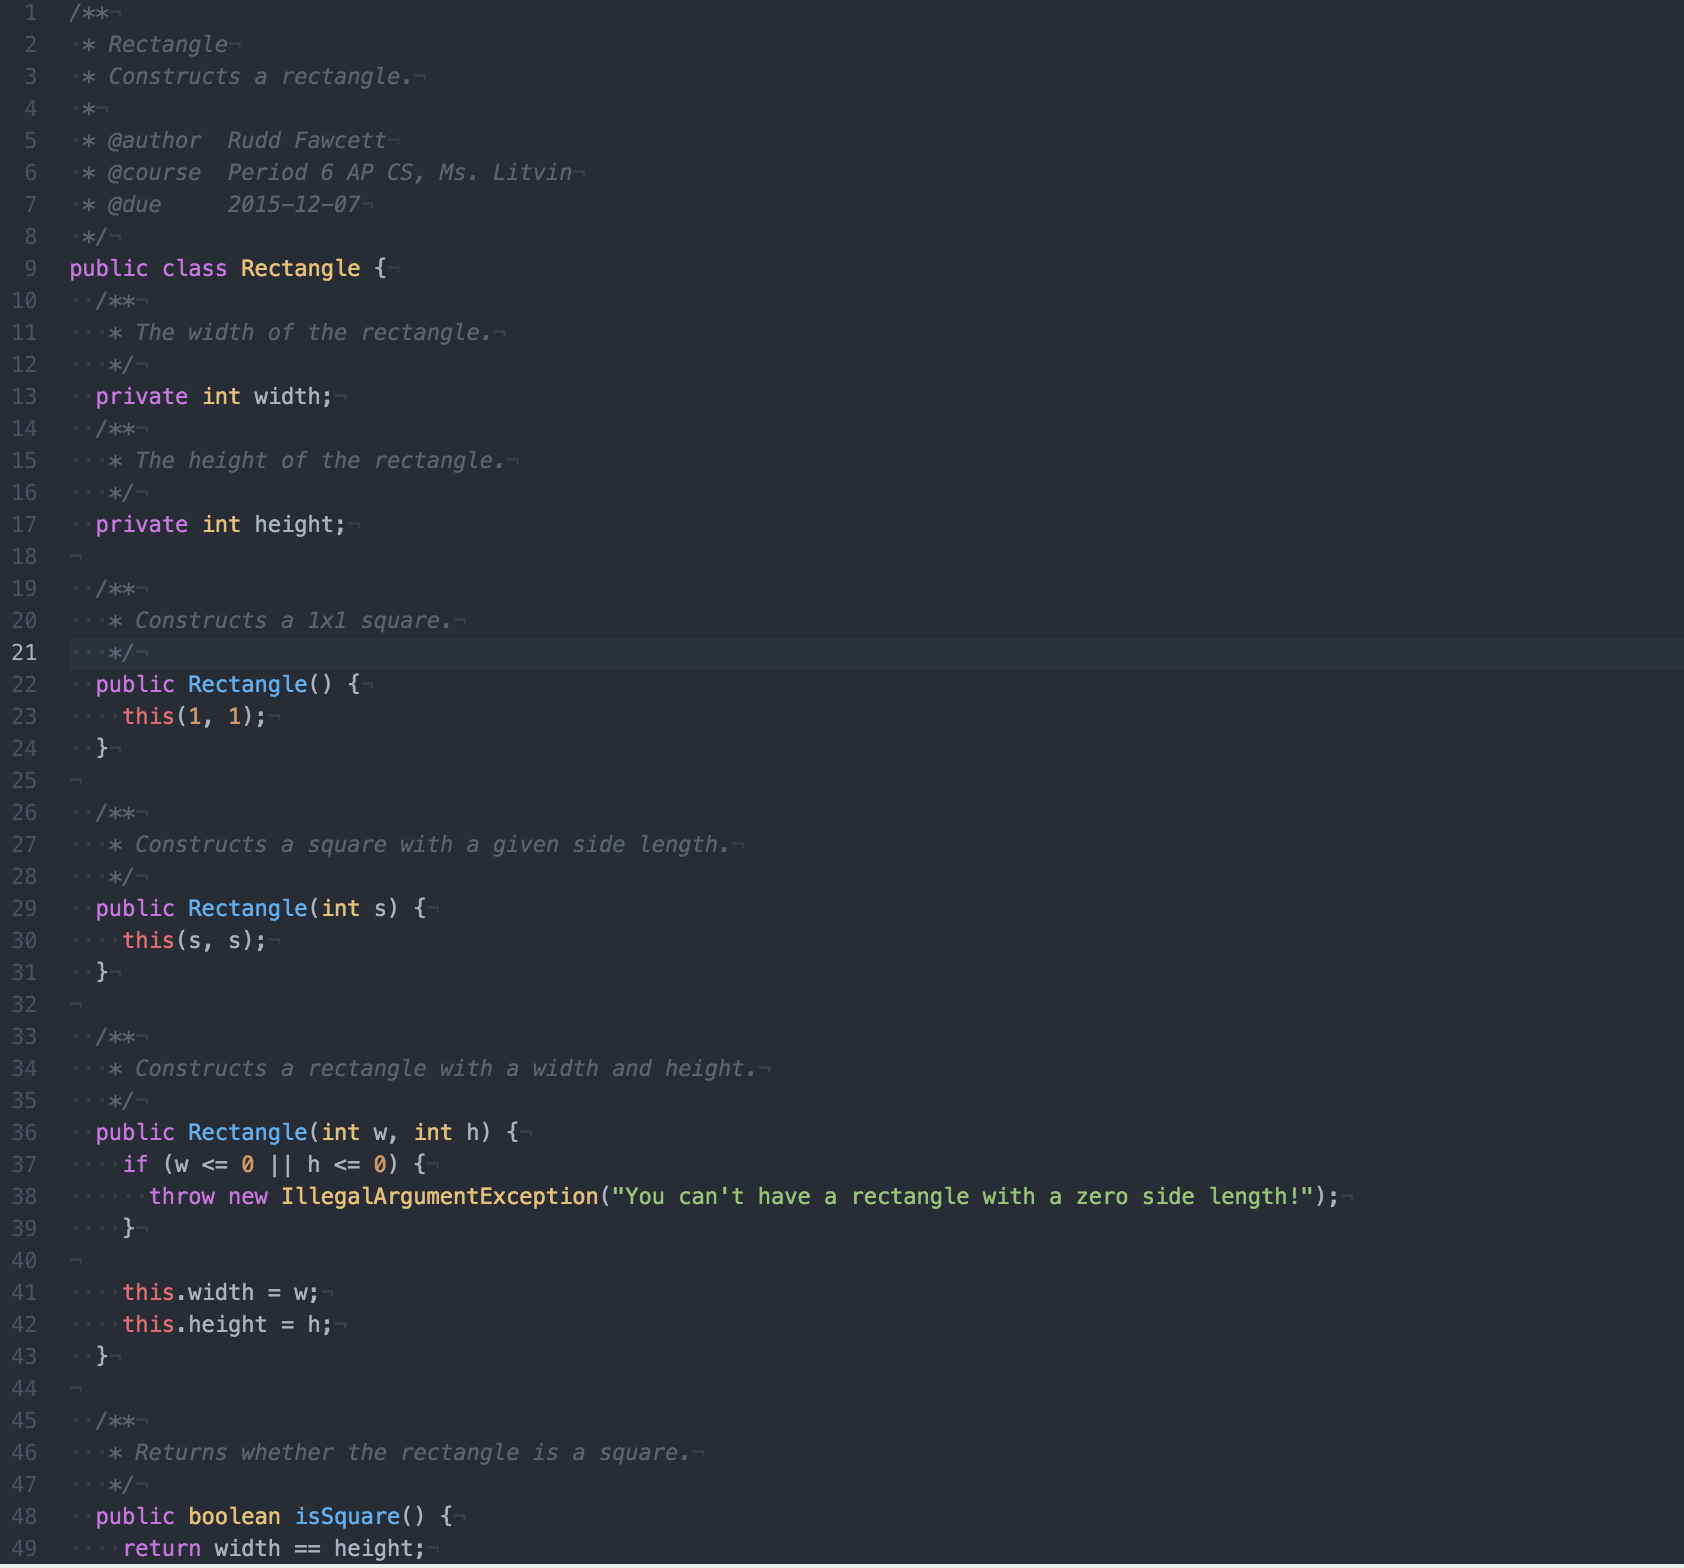 1 /**¬
2 ·* Rectangle¬
3 ·* Constructs a rectangle.¬
4 ·*¬
5 ·* @author  Rudd Fawcett¬
6 ·* @course  Period 6 AP CS, Ms. Litvin¬
7 ·* @due     2015-12-07¬
8 ·*/¬
9 public class Rectangle {¬
10 ··/**¬
11 ···* The width of the rectangle.¬
12 ···*/¬
13 ··private int width;¬
14 ··/**¬
15 ···* The height of the rectangle.¬
16 ···*/¬
17 ··private int height;¬
18 ¬
19 ··/**¬
20 ···* Constructs a 1x1 square.¬
21 ···*/¬
22 ··public Rectangle() {¬
23 ····this(1, 1);¬
24 ··}¬
25 ¬
26 ··/**¬
27 ···* Constructs a square with a given side length.¬
28 ···*/¬
29 ··public Rectangle(int s) {¬
30 ····this(s, s);¬
31 ··}¬
32 ¬
33 ··/**¬
34 ···* Constructs a rectangle with a width and height.¬
35 ···*/¬
36 ··public Rectangle(int w, int h) {¬
37 ····if (w <= 0 || h <= 0) {¬
38 ······throw new IllegalArgumentException("You can't have a rectangle with a zero side length!");¬
39 ····}¬
40 ¬
41 ····this.width = w;¬
42 ····this.height = h;¬
43 ··}¬
44 ¬
45 ··/**¬
46 ···* Returns whether the rectangle is a square.¬
47 ···*/¬
48 ··public boolean isSquare() {¬
49 ····return width == height;¬